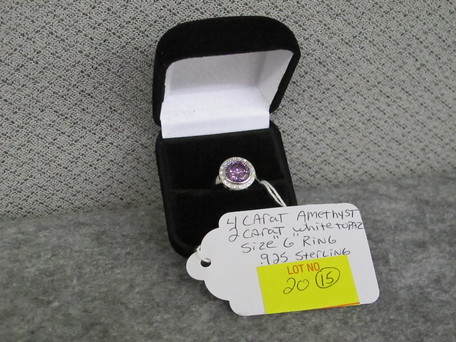 4 CArat Amethyst
2 carat white topaz
Size "6" Ring
.925 Sterling
LOT NO.
20 15